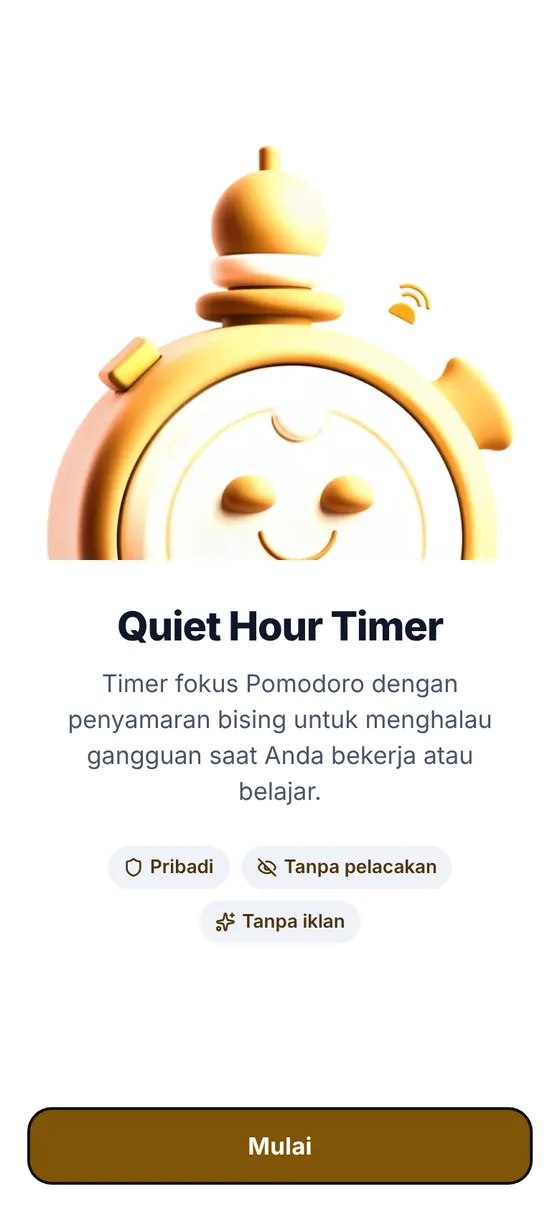 Quiet Hour Timer
Timer fokus Pomodoro dengan
penyamaran bising untuk menghalau
gangguan saat Anda bekerja atau
belajar.
Pribadi
Tanpa pelacakan
Tanpa iklan
Mulai